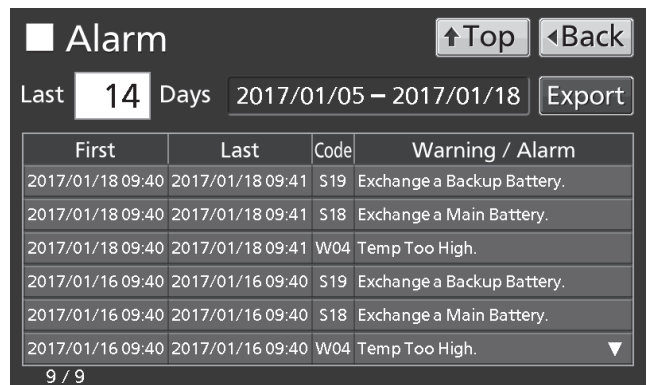 Alarm
Top
Back
Last 14 Days 2017/01/05 – 2017/01/18 Export
First Last Code Warning / Alarm
2017/01/18 09:40 2017/01/18 09:41 S19 Exchange a Backup Battery.
2017/01/18 09:40 2017/01/18 09:41 S18 Exchange a Main Battery.
2017/01/18 09:40 2017/01/18 09:41 W04 Temp Too High.
2017/01/16 09:40 2017/01/16 09:40 S19 Exchange a Backup Battery.
2017/01/16 09:40 2017/01/16 09:40 S18 Exchange a Main Battery.
2017/01/16 09:40 2017/01/16 09:40 W04 Temp Too High.
9 / 9